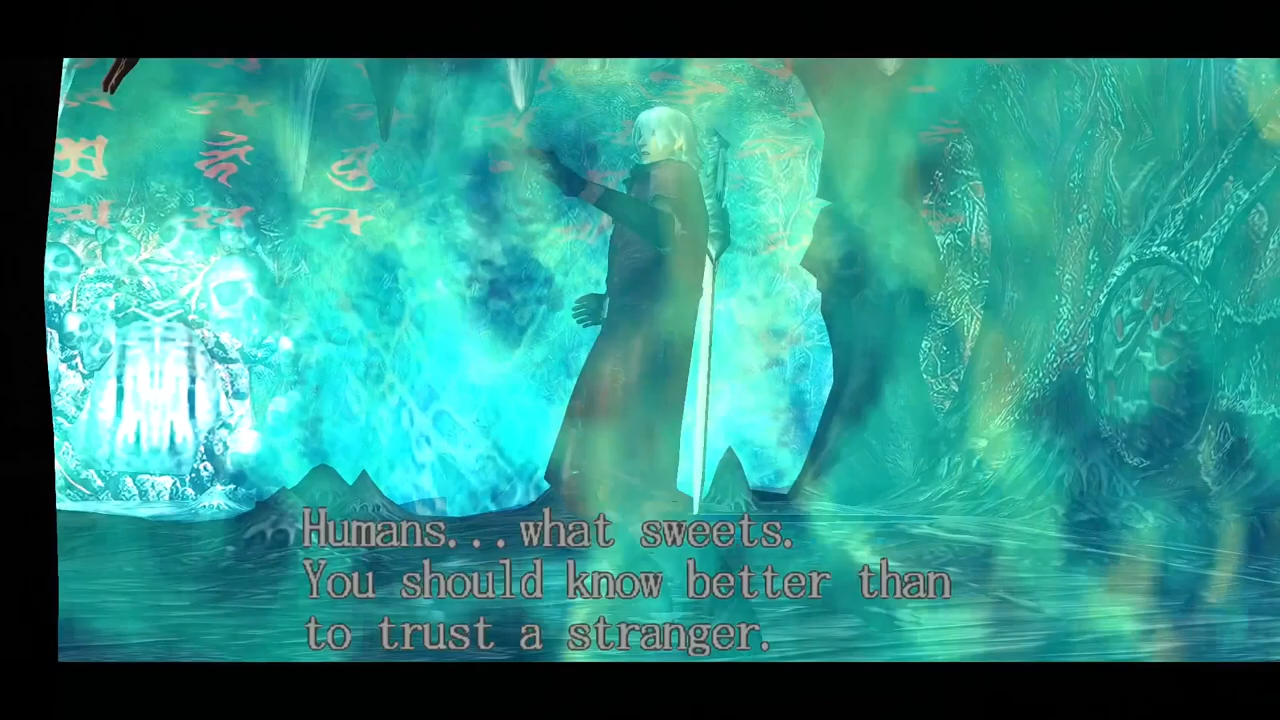 Humans...what sweets.
You should know better than
to trust a stranger.